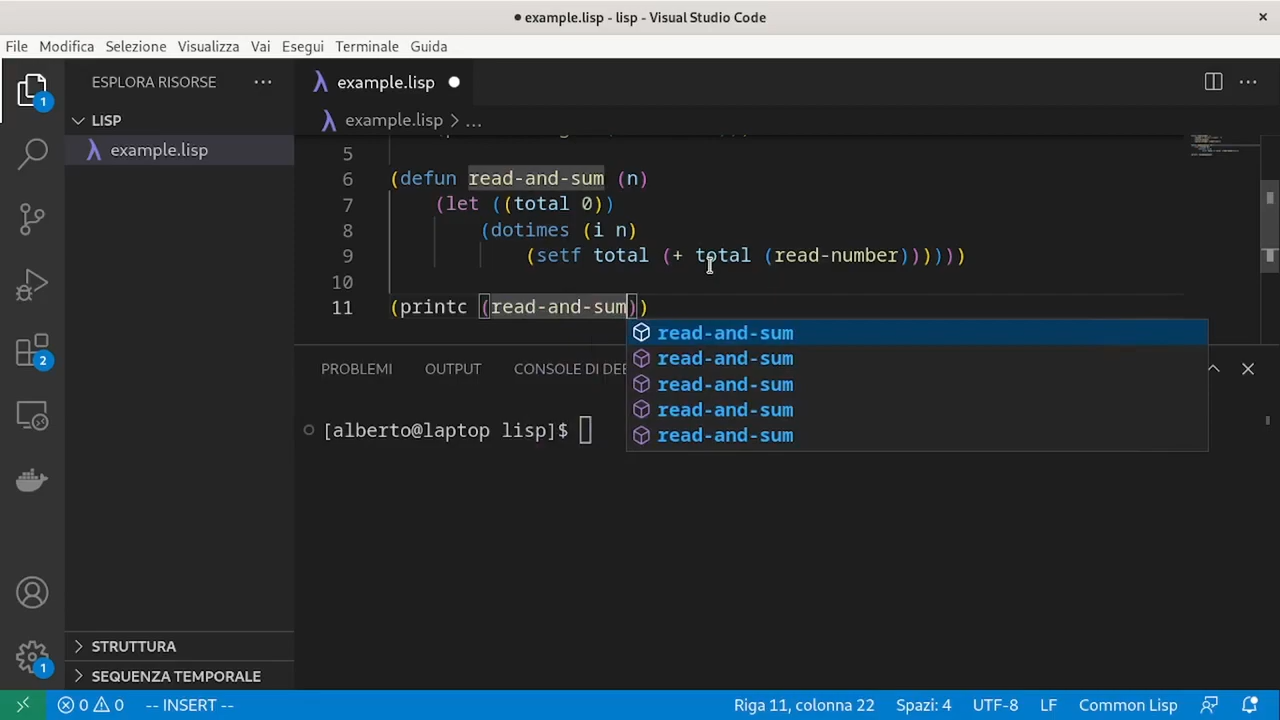 example.lisp - lisp - Visual Studio Code
File Modifica Selezione Visualizza Vai Esegui Terminale Guida
ESPLORA RISORSE
LISP
example.lisp
STRUTTURA
SEQUENZA TEMPORALE
1
2
1
λ example.lisp
λ example.lisp > ...
5
6 (defun read-and-sum (n)
7 (let ((total 0))
8 (dotimes (i n)
9 (setf total (+ total (read-number))))))
10
11 (printc (read-and-sum))
read-and-sum
read-and-sum
read-and-sum
read-and-sum
read-and-sum
PROBLEMI OUTPUT CONSOLE DI DE
[alberto@laptop lisp]$
0 0 -- INSERT -- Riga 11, colonna 22 Spazi: 4 UTF-8 LF Common Lisp